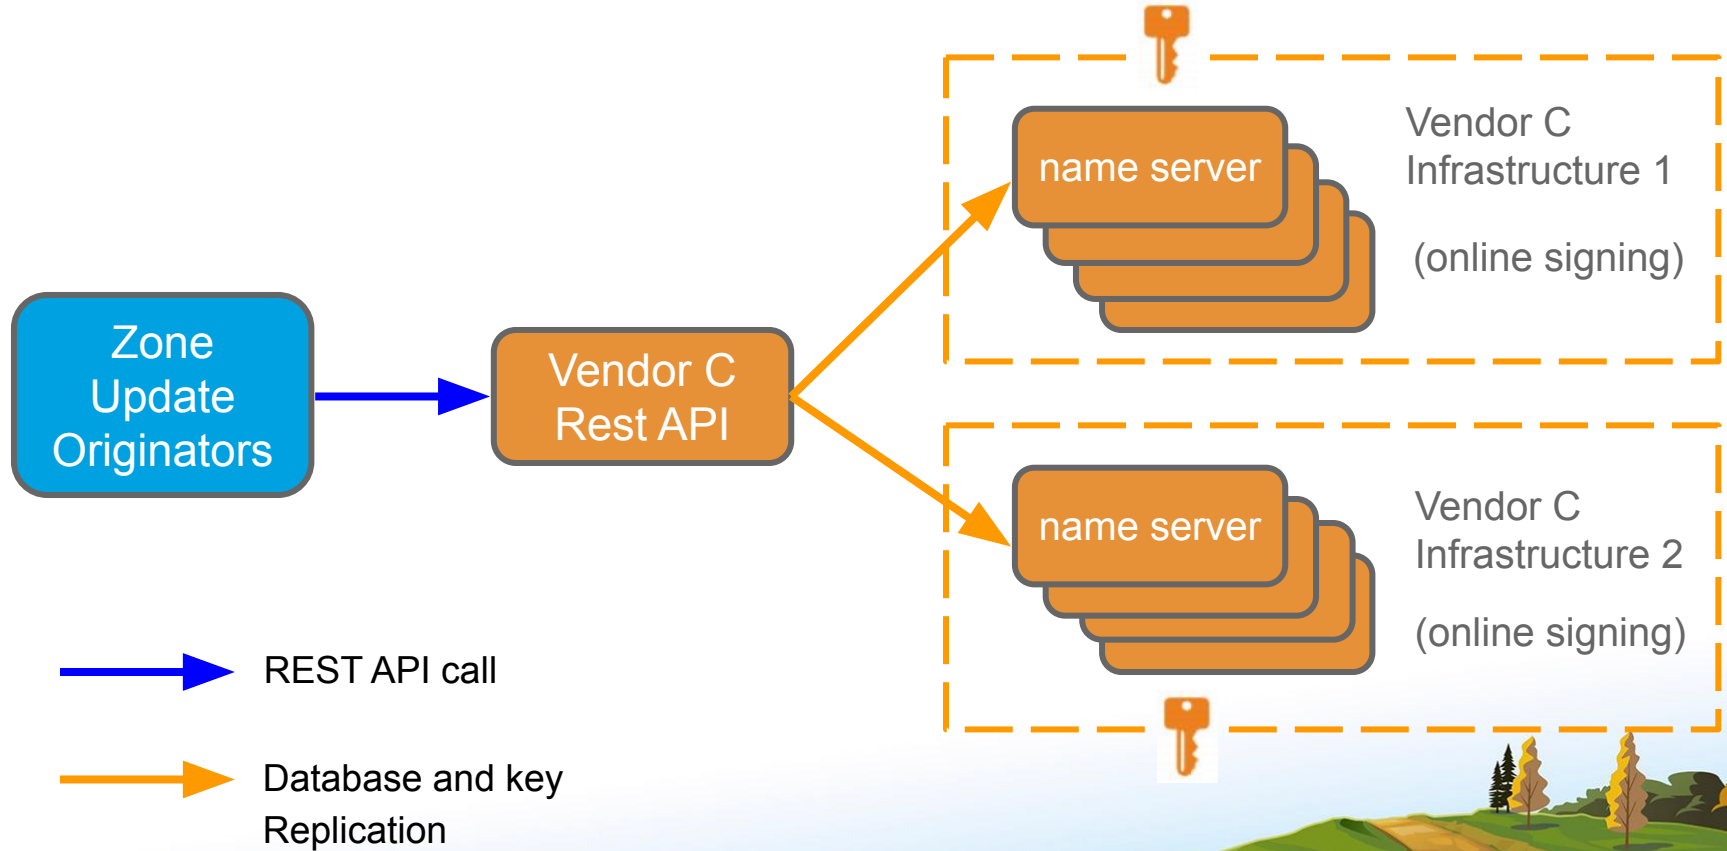 Zone
Update
Originators
Vendor C
Rest API
name server
Vendor C
Infrastructure 1
(online signing)
name server
Vendor C
Infrastructure 2
(online signing)
REST API call
Database and key
Replication